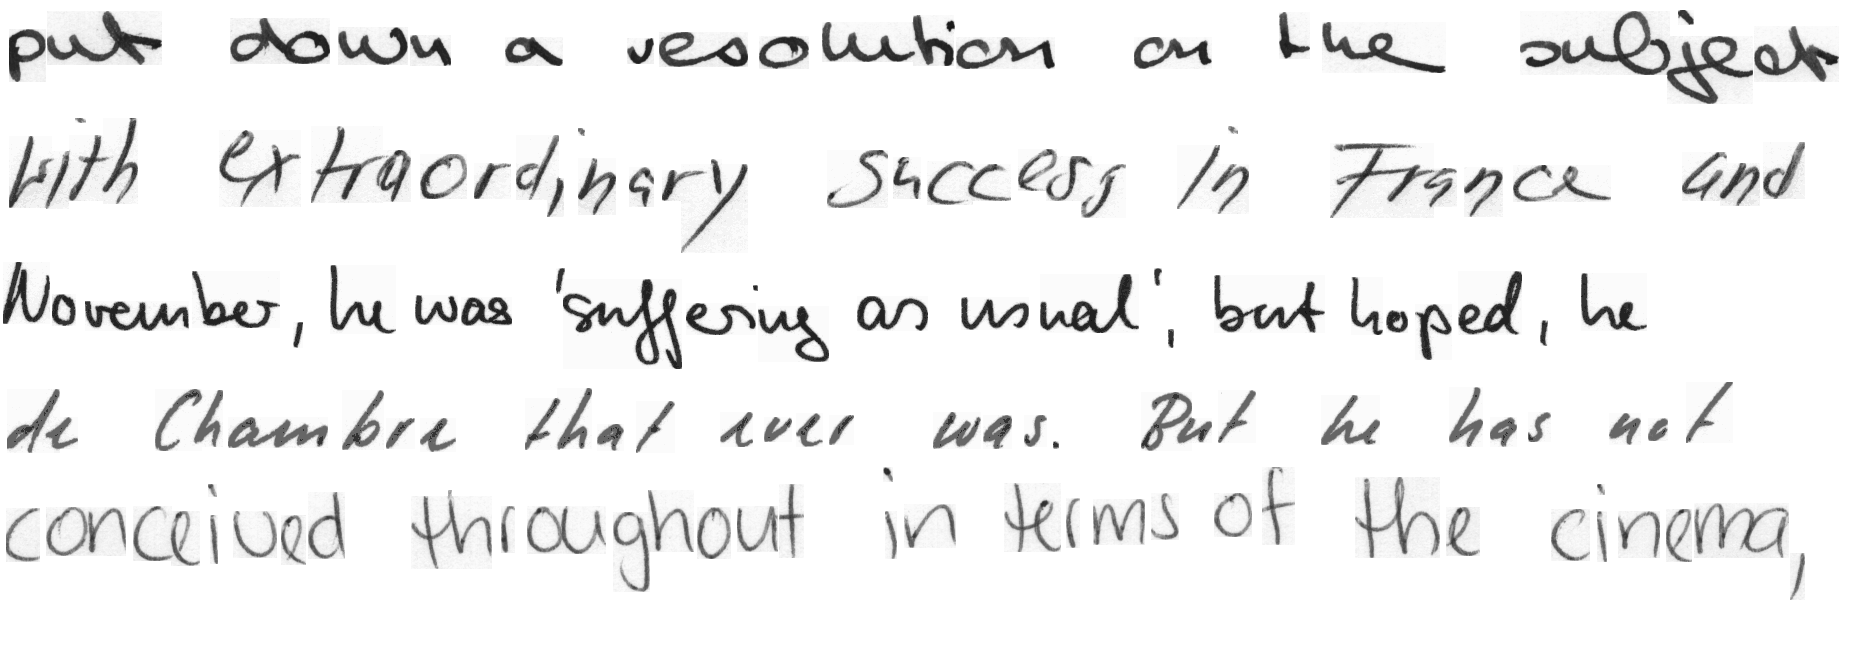 put down a resolution on the subject
with extraordinary success in France and
November, he was 'suffering as usual', but hoped, he
de Chambre that ever was. But he has not
conceived throughout in terms of the cinema,